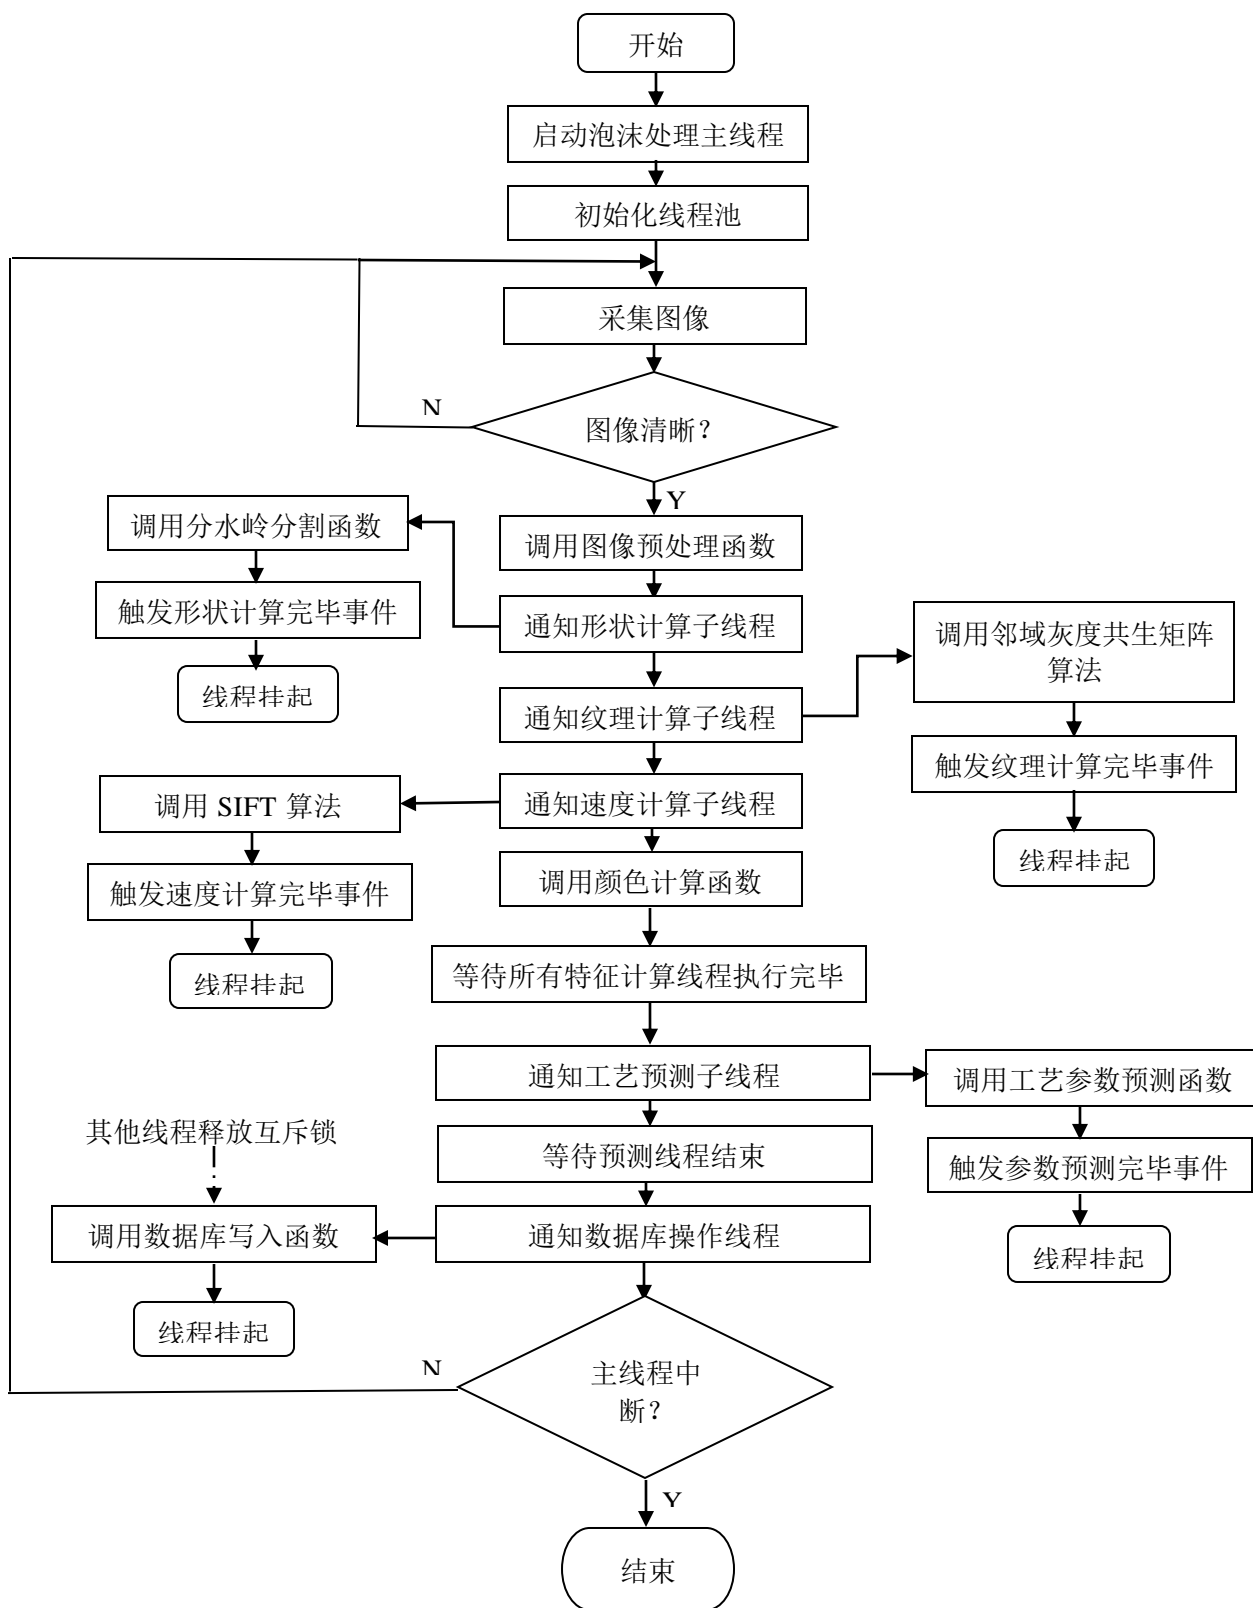 开始
启动泡沫处理主线程
初始化线程池
采集图像
N
图像清晰?
Y
调用分水岭分割函数
调用图像预处理函数
触发形状计算完毕事件
通知形状计算子线程
调用邻域灰度共生矩阵
算法
线程挂起
通知纹理计算子线程
触发纹理计算完毕事件
调用 SIFT 算法
通知速度计算子线程
线程挂起
触发速度计算完毕事件
调用颜色计算函数
线程挂起
等待所有特征计算线程执行完毕
通知工艺预测子线程
调用工艺参数预测函数
其他线程释放互斥锁
等待预测线程结束
触发参数预测完毕事件
调用数据库写入函数
通知数据库操作线程
线程挂起
线程挂起
N
主线程中
断?
Y
结束